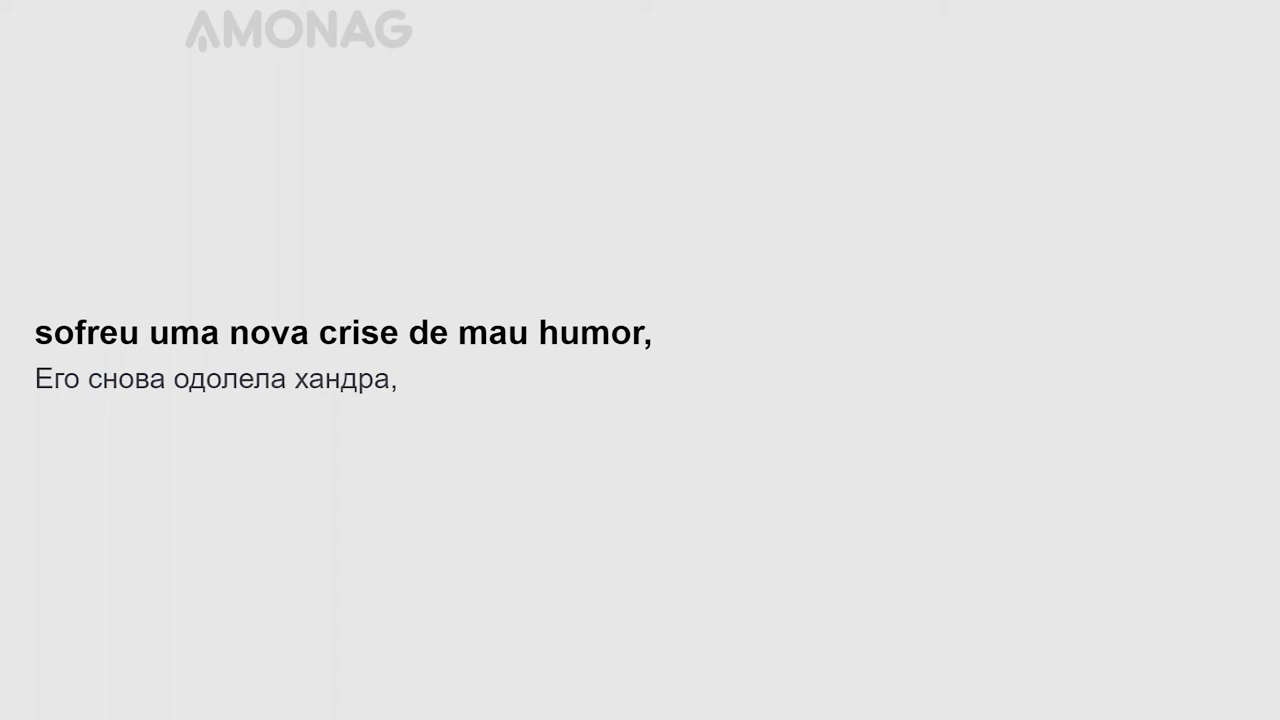 AMONAG
sofreu uma nova crise de mau humor,
Его снова одолела хандра,